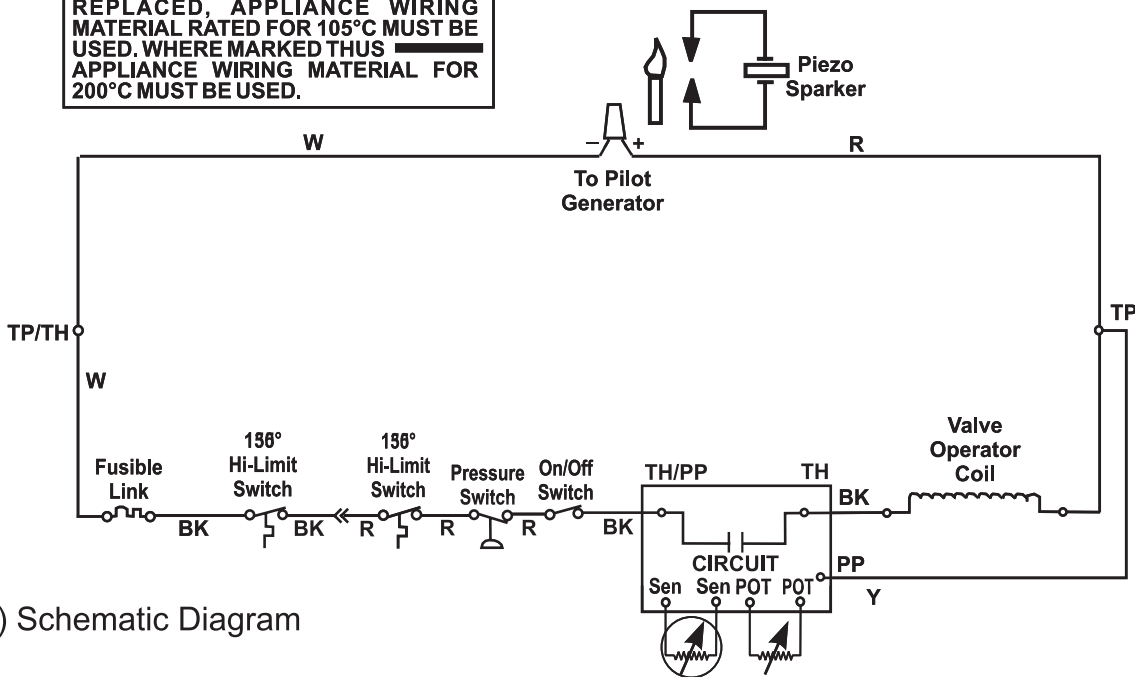 REPLACED, APPLIANCE WIRING
MATERIAL RATED FOR 105°C MUST BE
USED. WHERE MARKED THUS
APPLIANCE WIRING MATERIAL FOR
200°C MUST BE USED.
Piezo
Sparker
W
– +
R
To Pilot
Generator
TP/TH
TP
W
Fusible
Link
Hi-Limit
Switch
Hi-Limit
Switch
Pressure
Switch
On/Off
Switch
TH/PP
TH
Valve
Operator
Coil
BK
BK
BK
R
R
R
BK
CIRCUIT
PP
Sen
Sen
POT
POT
Y
) Schematic Diagram